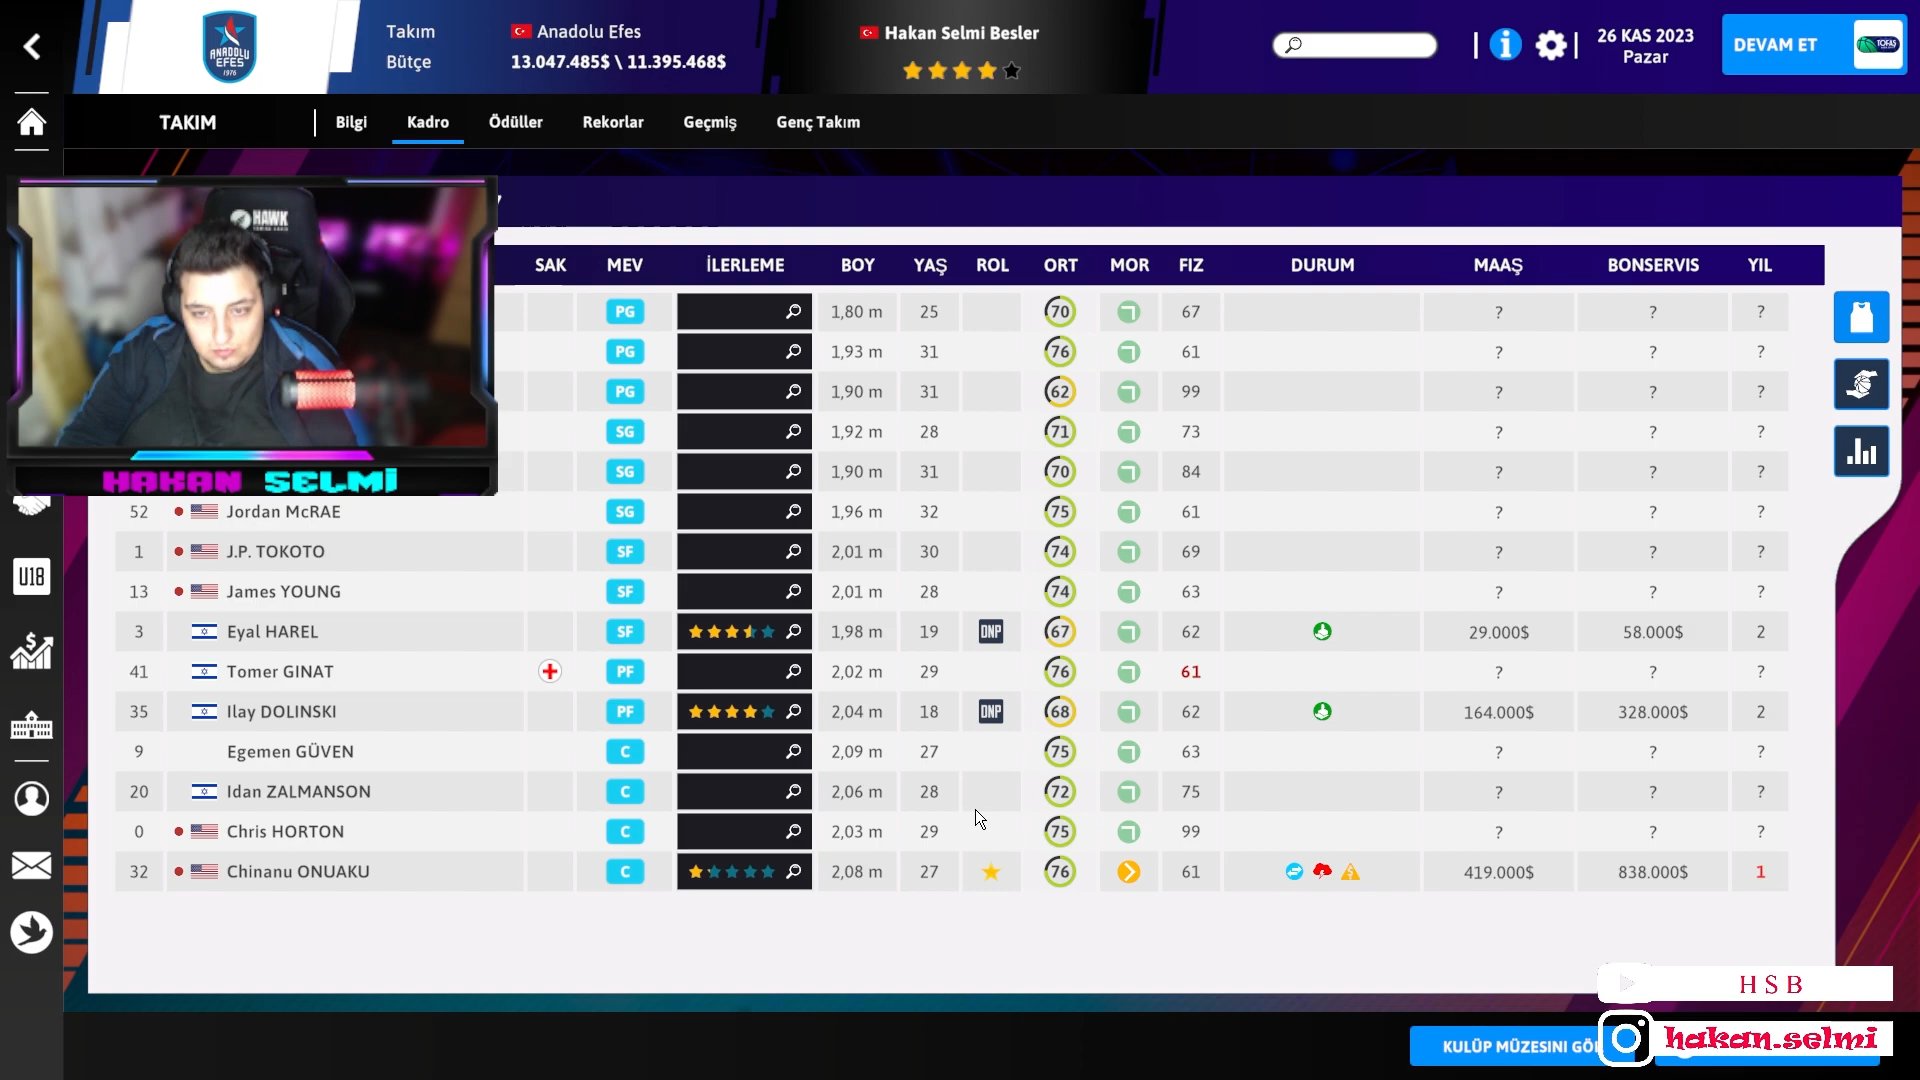 Takım Anadolu Efes
Bütçe 13.047.485$ \ 11.395.468$
ANADOLU EFES 1976
Hakan Selmi Besler
26 KAS 2023
Pazar
DEVAM ET
TOFAŞ
TAKIM Bilgi Kadro Ödüller Rekorlar Geçmiş Genç Takım
HAWK
HAKAN SELMİ
U18
SAK MEV İLERLEME BOY YAŞ ROL ORT MOR FIZ DURUM MAAŞ BONSERVIS YIL
PG 1,80 m 25 70 67 ? ? ?
PG 1,93 m 31 76 61 ? ? ?
PG 1,90 m 31 62 99 ? ? ?
SG 1,92 m 28 71 73 ? ? ?
SG 1,90 m 31 70 84 ? ? ?
52 Jordan McRAE SG 1,96 m 32 75 61 ? ? ?
1 J.P. TOKOTO SF 2,01 m 30 74 69 ? ? ?
13 James YOUNG SF 2,01 m 28 74 63 ? ? ?
3 Eyal HAREL SF 1,98 m 19 DNP 67 62 29.000$ 58.000$ 2
41 Tomer GINAT PF 2,02 m 29 76 61 ? ? ?
35 Ilay DOLINSKI PF 2,04 m 18 DNP 68 62 164.000$ 328.000$ 2
9 Egemen GÜVEN C 2,09 m 27 75 63 ? ? ?
20 Idan ZALMANSON C 2,06 m 28 72 75 ? ? ?
0 Chris HORTON C 2,03 m 29 75 99 ? ? ?
32 Chinanu ONUAKU C 2,08 m 27 76 61 419.000$ 838.000$ 1
H S B
KULÜP MÜZESINI GÖ
hakan.selmi